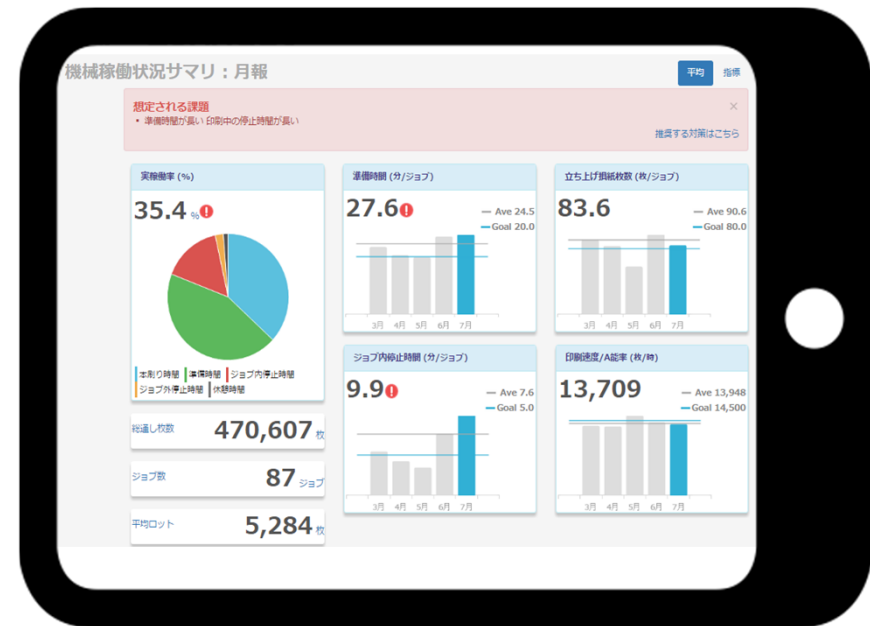 機械稼働状況サマリ：月報
平均 指標
想定される課題
×
• 準備時間が長い 印刷中の停止時間が長い
推奨する対策はこちら
実稼働率 (%)
35.4 %
本刷り時間 準備時間 ジョブ内停止時間
ジョブ外停止時間 休憩時間
総通し枚数 470,607 枚
ジョブ数 87 ジョブ
平均ロット 5,284 枚
準備時間 (分/ジョブ)
27.6
Ave 24.5
Goal 20.0
3月 4月 5月 6月 7月
立ち上げ損紙枚数 (枚/ジョブ)
83.6
Ave 90.6
Goal 80.0
3月 4月 5月 6月 7月
ジョブ内停止時間 (分/ジョブ)
9.9
Ave 7.6
Goal 5.0
3月 4月 5月 6月 7月
印刷速度/A能率 (枚/時)
13,709
Ave 13,948
Goal 14,500
3月 4月 5月 6月 7月